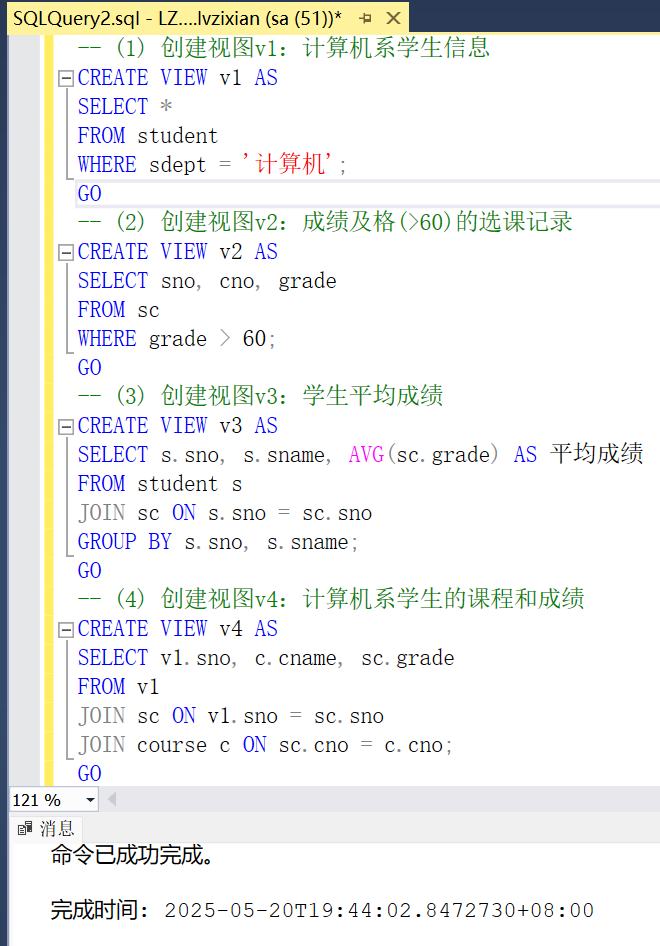 SQLQuery2.sql - LZ....lvzixian (sa (51))*
-- (1) 创建视图v1: 计算机系学生信息
CREATE VIEW v1 AS
SELECT *
FROM student
WHERE sdept = '计算机';
GO
-- (2) 创建视图v2: 成绩及格(>60)的选课记录
CREATE VIEW v2 AS
SELECT sno, cno, grade
FROM sc
WHERE grade > 60;
GO
-- (3) 创建视图v3: 学生平均成绩
CREATE VIEW v3 AS
SELECT s.sno, s.sname, AVG(sc.grade) AS 平均成绩
FROM student s
JOIN sc ON s.sno = sc.sno
GROUP BY s.sno, s.sname;
GO
-- (4) 创建视图v4: 计算机系学生的课程和成绩
CREATE VIEW v4 AS
SELECT v1.sno, c.cname, sc.grade
FROM v1
JOIN sc ON v1.sno = sc.sno
JOIN course c ON sc.cno = c.cno;
GO
121 %
消息
命令已成功完成。
完成时间: 2025-05-20T19:44:02.8472730+08:00